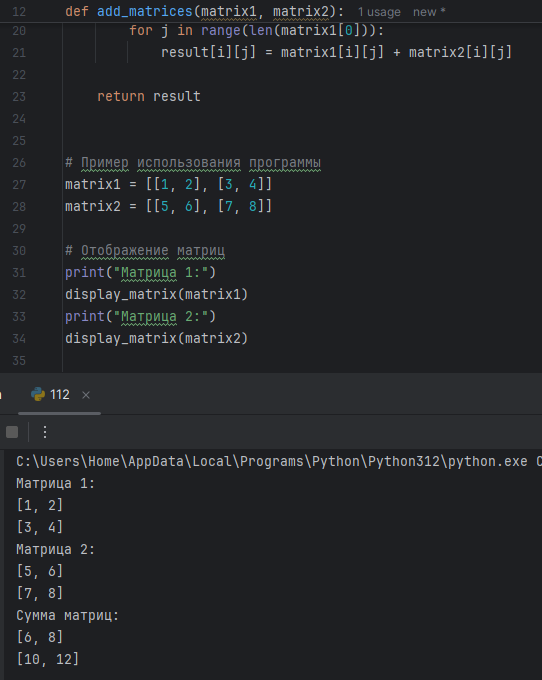 12 def add_matrices(matrix1, matrix2): 1 usage new *
20 for j in range(len(matrix1[0])):
21 result[i][j] = matrix1[i][j] + matrix2[i][j]
22
23 return result
24
25
26 # Пример использования программы
27 matrix1 = [[1, 2], [3, 4]]
28 matrix2 = [[5, 6], [7, 8]]
29
30 # Отображение матриц
31 print("Матрица 1:")
32 display_matrix(matrix1)
33 print("Матрица 2:")
34 display_matrix(matrix2)
35
112 ×
C:\Users\Home\AppData\Local\Programs\Python\Python312\python.exe C
Матрица 1:
[1, 2]
[3, 4]
Матрица 2:
[5, 6]
[7, 8]
Сумма матриц:
[6, 8]
[10, 12]